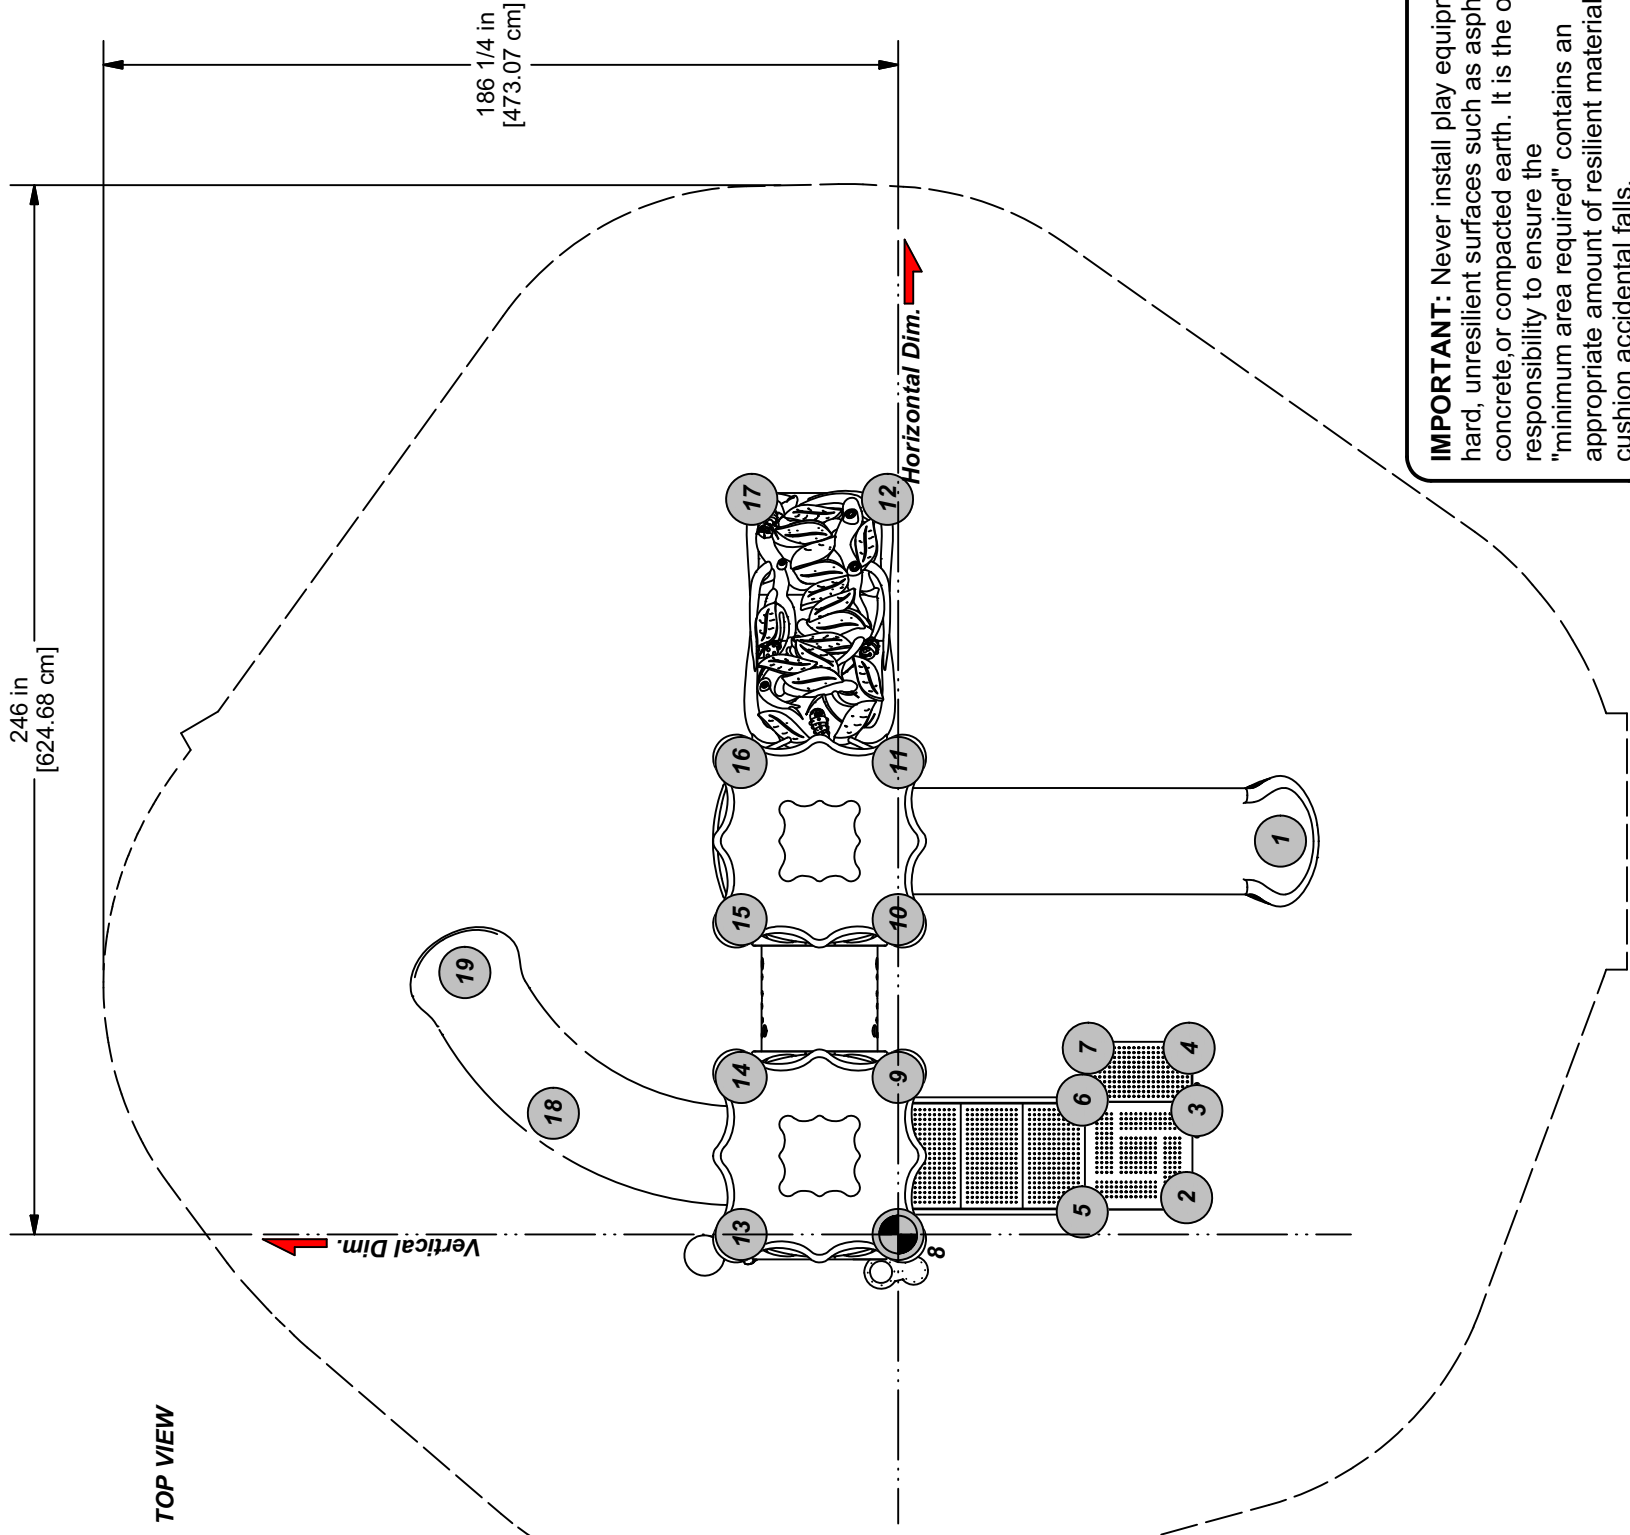 TOP VIEW
246 in
[624.68 cm]
186 1/4 in
[473.07 cm]
Vertical Dim.
Horizontal Dim.
19
18
17
16
15
14
13
12
11
10
9
8
7
6
5
4
3
2
1
IMPORTANT: Never install play equipm
hard, unresilient surfaces such as asph
concrete,or compacted earth. It is the o
responsibility to ensure the
"minimum area required" contains an
appropriate amount of resilient material
cushion accidental falls.